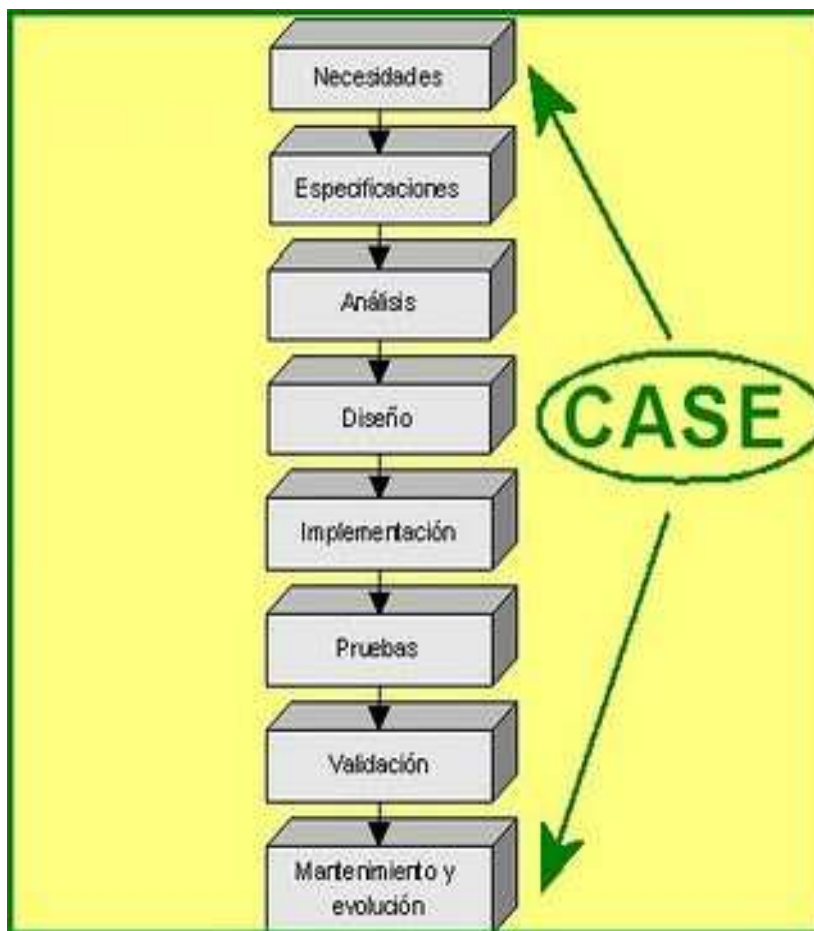 Necesidades
Especificaciones
Análisis
Diseño
CASE
Implementación
Pruebas
Validación
Mantenimiento y
evolución